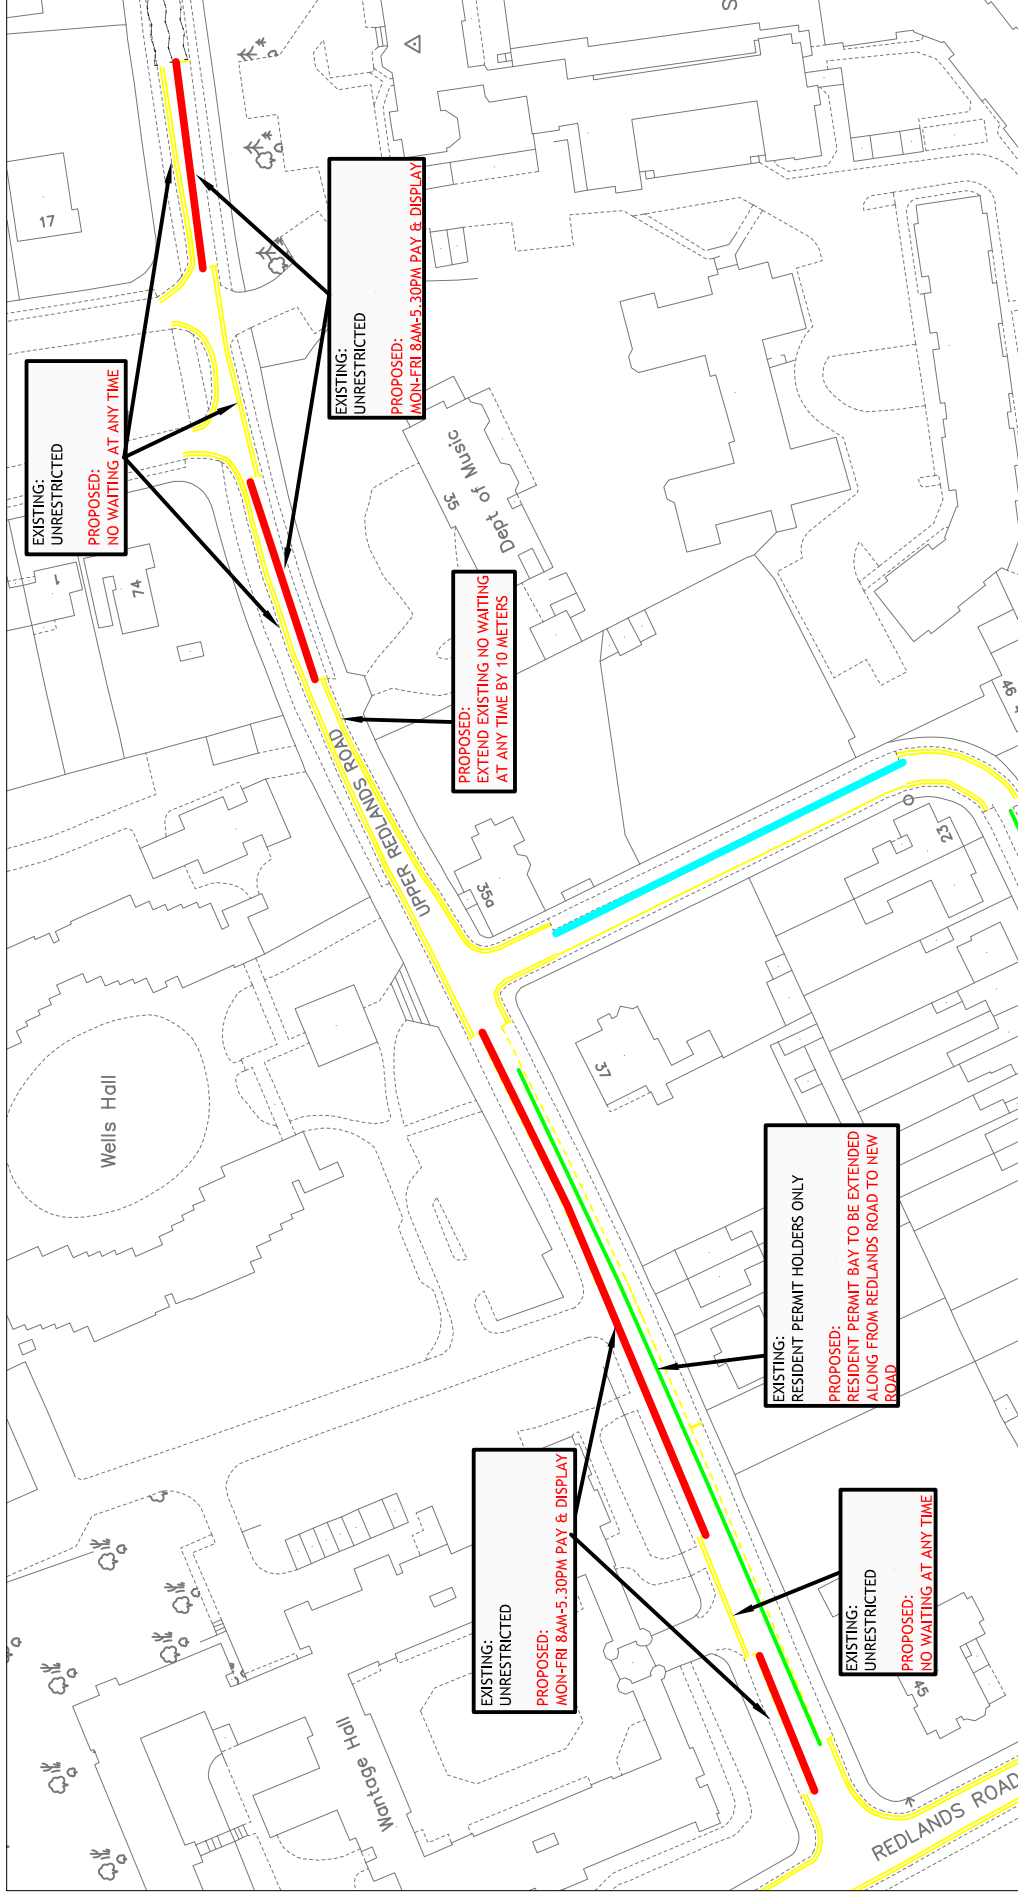 EXISTING:
UNRESTRICTED
PROPOSED:
NO WAITING AT ANY TIME
EXISTING:
UNRESTRICTED
PROPOSED:
MON-FRI 8AM-5.30PM PAY & DISPLAY
PROPOSED:
EXTEND EXISTING NO WAITING
AT ANY TIME BY 10 METERS
EXISTING:
RESIDENT PERMIT HOLDERS ONLY
PROPOSED:
RESIDENT PERMIT BAY TO BE EXTENDED
ALONG FROM REDLANDS ROAD TO NEW
ROAD
EXISTING:
UNRESTRICTED
PROPOSED:
MON-FRI 8AM-5.30PM PAY & DISPLAY
EXISTING:
UNRESTRICTED
PROPOSED:
NO WAITING AT ANY TIME
UPPER REDLANDS ROAD
REDLANDS ROAD
Wells Hall
Wantage Hall
35
Dept of Music
17
1
74
53a
37
23
46
45
S